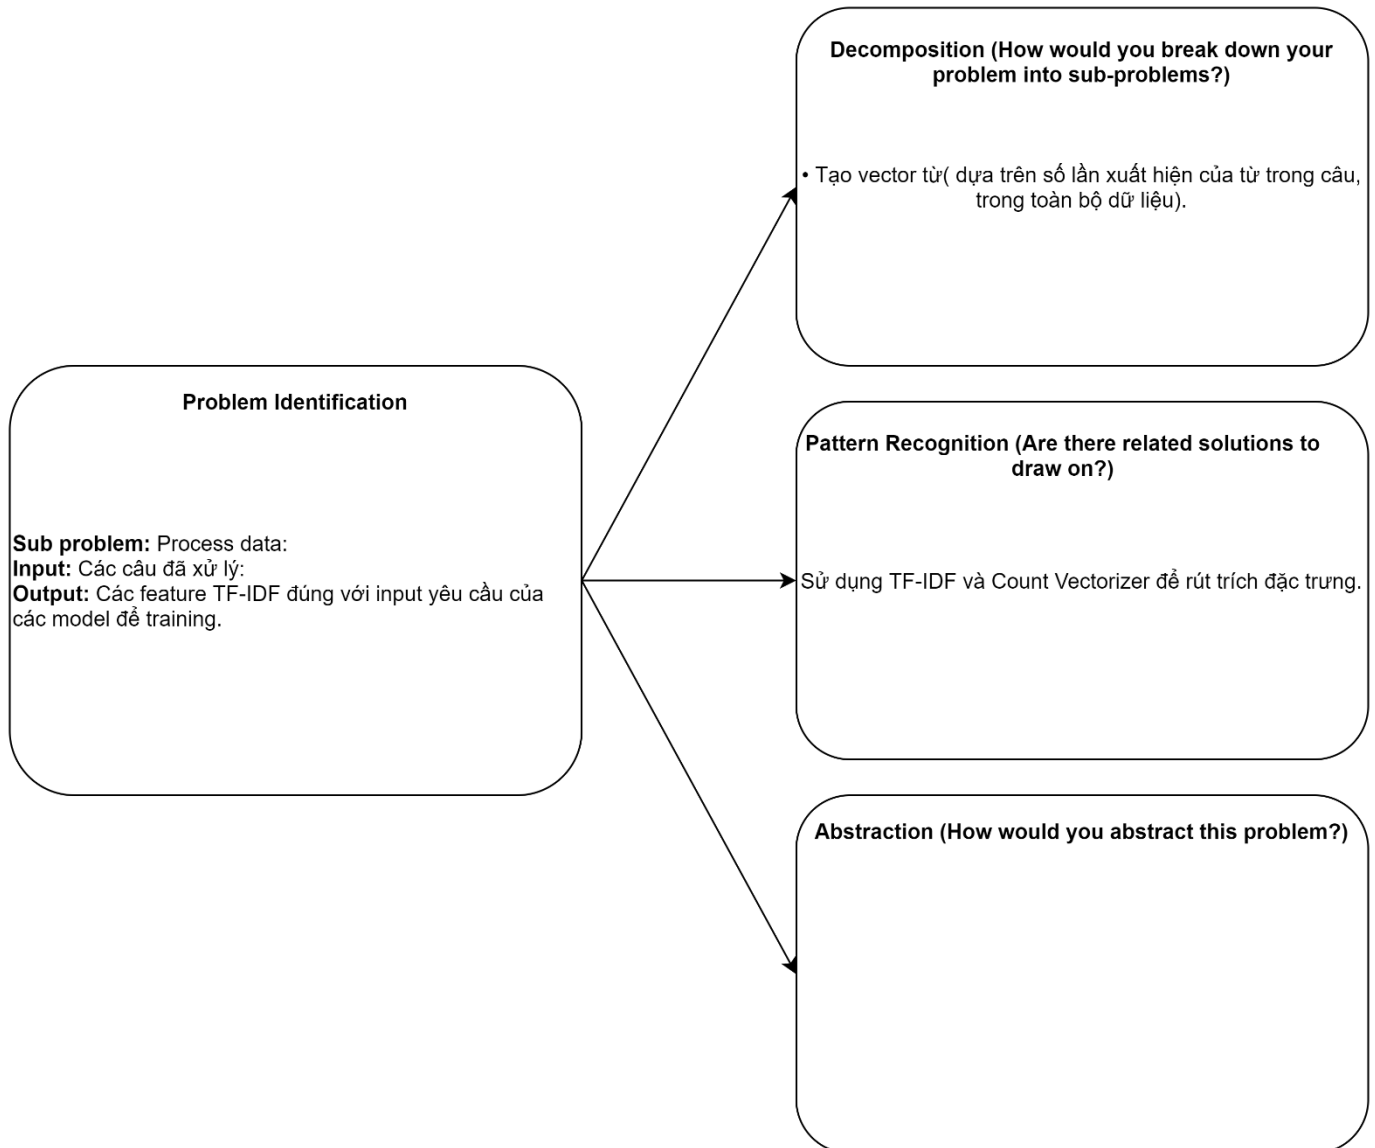 Decomposition (How would you break down your
problem into sub-problems?)
• Tạo vector từ( dựa trên số lần xuất hiện của từ trong câu,
trong toàn bộ dữ liệu).
Problem Identification
Sub problem: Process data:
Input: Các câu đã xử lý:
Output: Các feature TF-IDF đúng với input yêu cầu của
các model để training.
Pattern Recognition (Are there related solutions to
draw on?)
Sử dụng TF-IDF và Count Vectorizer để rút trích đặc trưng.
Abstraction (How would you abstract this problem?)